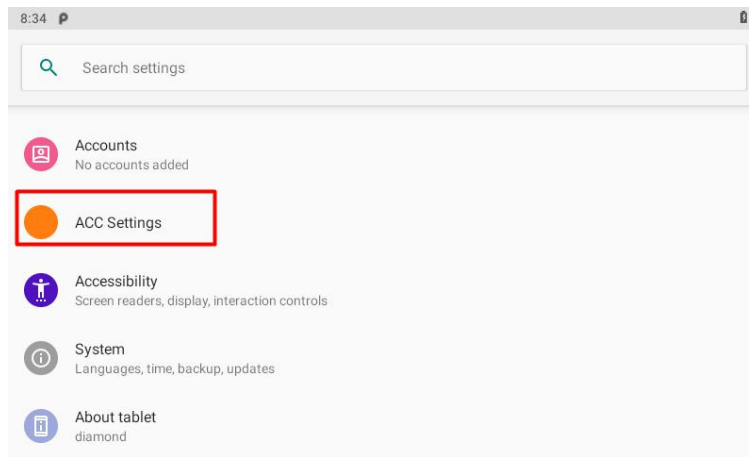 8:34
Search settings
Accounts
No accounts added
ACC Settings
Accessibility
Screen readers, display, interaction controls
System
Languages, time, backup, updates
About tablet
diamond